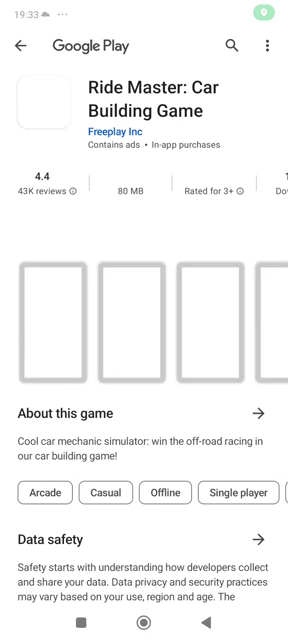 19:33
Google Play
Ride Master: Car
Building Game
Freeplay Inc
Contains ads • In-app purchases
4.4
43K reviews
80 MB
Rated for 3+
About this game
Cool car mechanic simulator: win the off-road racing in
our car building game!
Arcade
Casual
Offline
Single player
Data safety
Safety starts with understanding how developers collect
and share your data. Data privacy and security practices
may vary based on your use, region and age. The